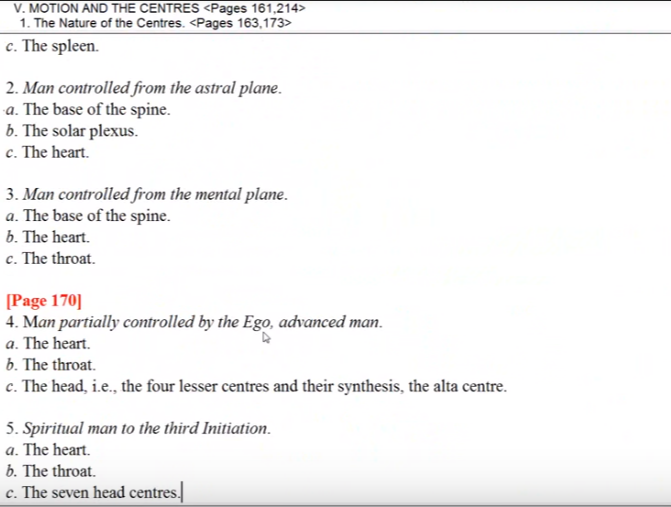 V. MOTION AND THE CENTRES <Pages 161,214>
1. The Nature of the Centres. <Pages 163,173>
c. The spleen.
2. Man controlled from the astral plane.
a. The base of the spine.
b. The solar plexus.
c. The heart.
3. Man controlled from the mental plane.
a. The base of the spine.
b. The heart.
c. The throat.
[Page 170]
4. Man partially controlled by the Ego, advanced man.
a. The heart.
b. The throat.
c. The head, i.e., the four lesser centres and their synthesis, the alta centre.
5. Spiritual man to the third Initiation.
a. The heart.
b. The throat.
c. The seven head centres.